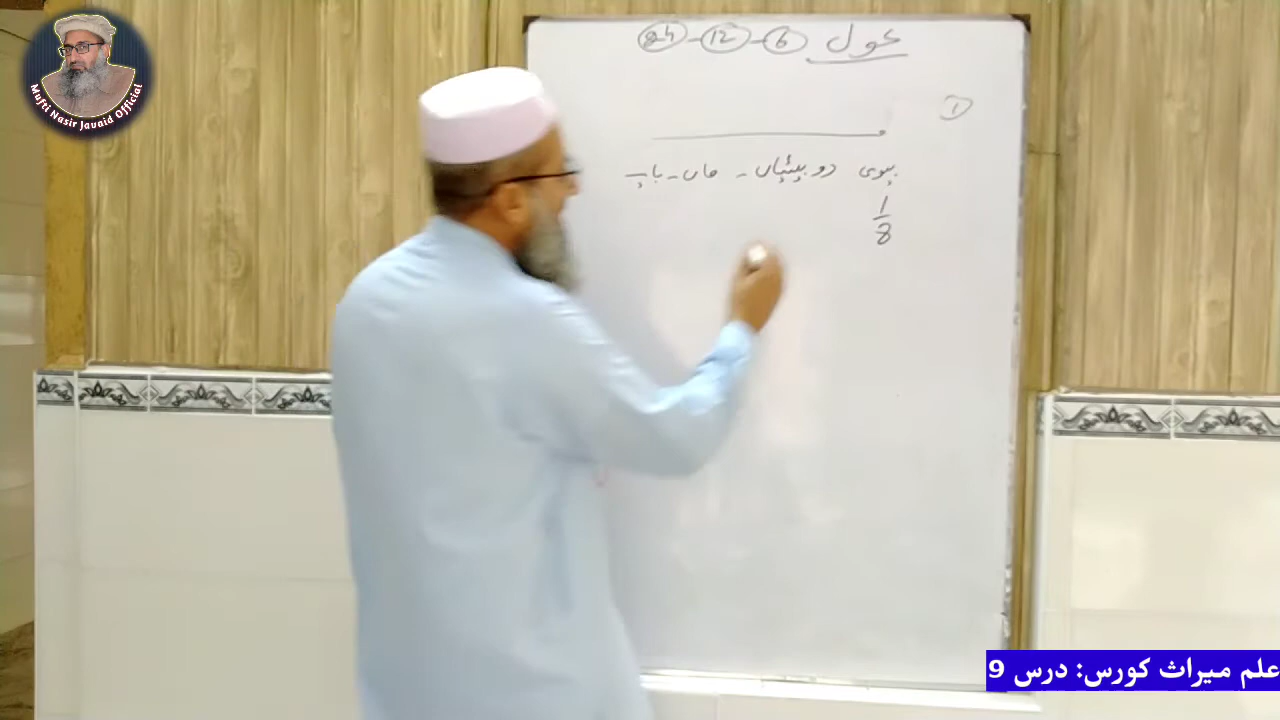 Mufti Nasir Javaid Official
عول 6 - 12 - 24
1
بیوی دو بیٹیاں - ماں - باپ
1/8
علم میراث کورس: درس 9